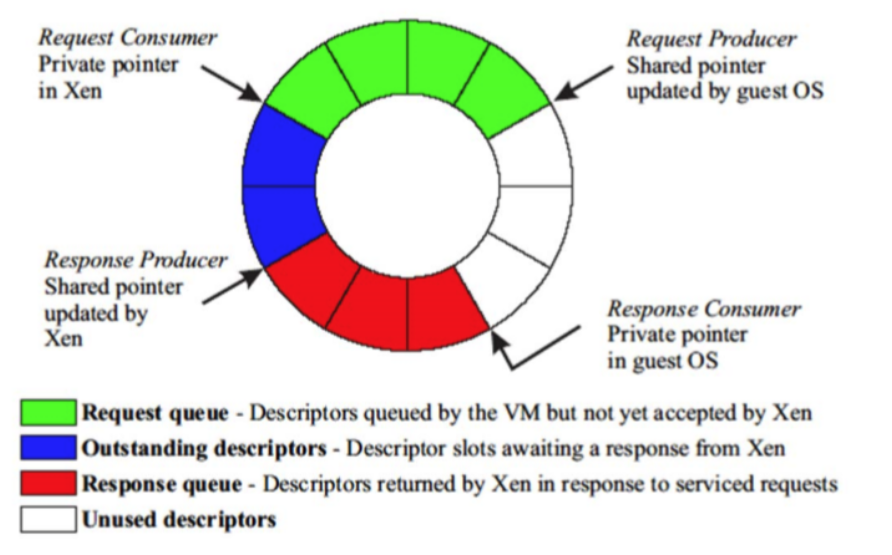 Request Consumer
Private pointer
in Xen
Request Producer
Shared pointer
updated by guest OS
Response Producer
Shared pointer
updated by
Xen
Response Consumer
Private pointer
in guest OS
Request queue - Descriptors queued by the VM but not yet accepted by Xen
Outstanding descriptors - Descriptor slots awaiting a response from Xen
Response queue - Descriptors returned by Xen in response to serviced requests
Unused descriptors